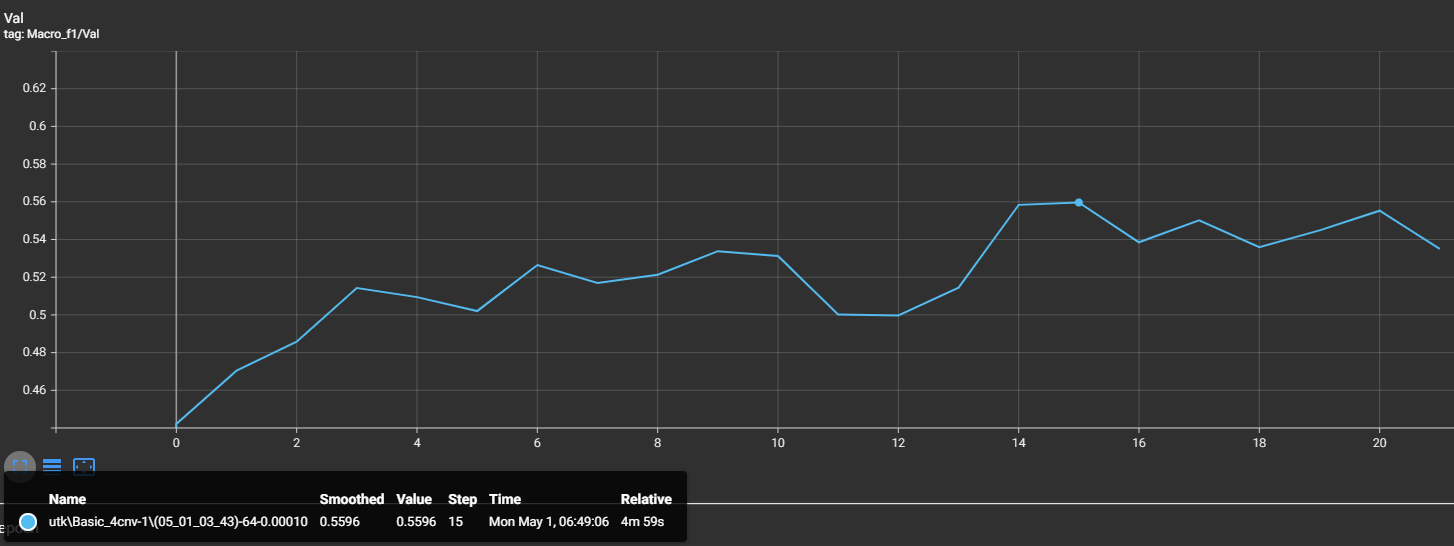 Val
tag: Macro_f1/Val
0.62
0.6
0.58
0.56
0.54
0.52
0.5
0.48
0.46
0 2 4 6 8 10 12 14 16 18 20
Name Smoothed Value Step Time Relative
utk\Basic_4cnv-1\(05_01_03_43)-64-0.00010 0.5596 0.5596 15 Mon May 1, 06:49:06 4m 59s